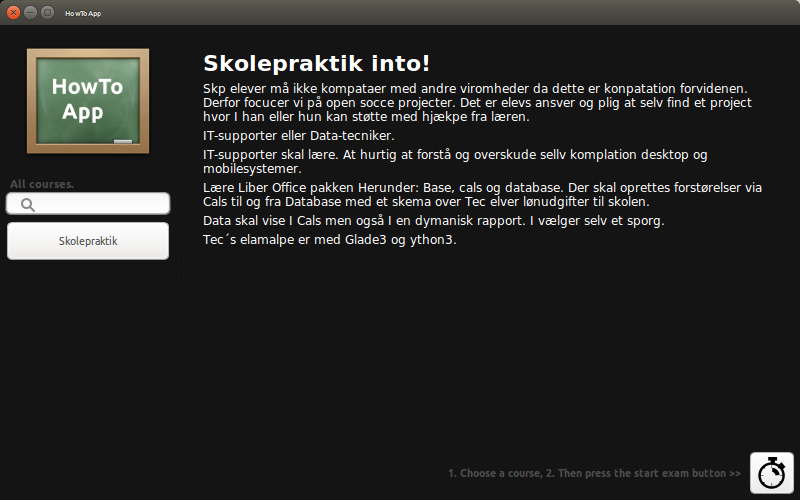 HowToApp
HowTo
App
All courses.
Skolepraktik
Skolepraktik into!
Skp elever må ikke kompataer med andre viromheder da dette er konpatation forvidenen.
Derfor focucer vi på open socce projecter. Det er elevs ansver og plig at selv find et project
hvor I han eller hun kan støtte med hjækpe fra læren.
IT-supporter eller Data-tecniker.
IT-supporter skal lære. At hurtig at forstå og overskude sellv komplation desktop og
mobilesystemer.
Lære Liber Office pakken Herunder: Base, cals og database. Der skal oprettes forstørelser via
Cals til og fra Database med et skema over Tec elver lønudgifter til skolen.
Data skal vise I Cals men også I en dymanisk rapport. I vælger selv et sporg.
Tec´s elamalpe er med Glade3 og ython3.
1. Choose a course, 2. Then press the start exam button >>